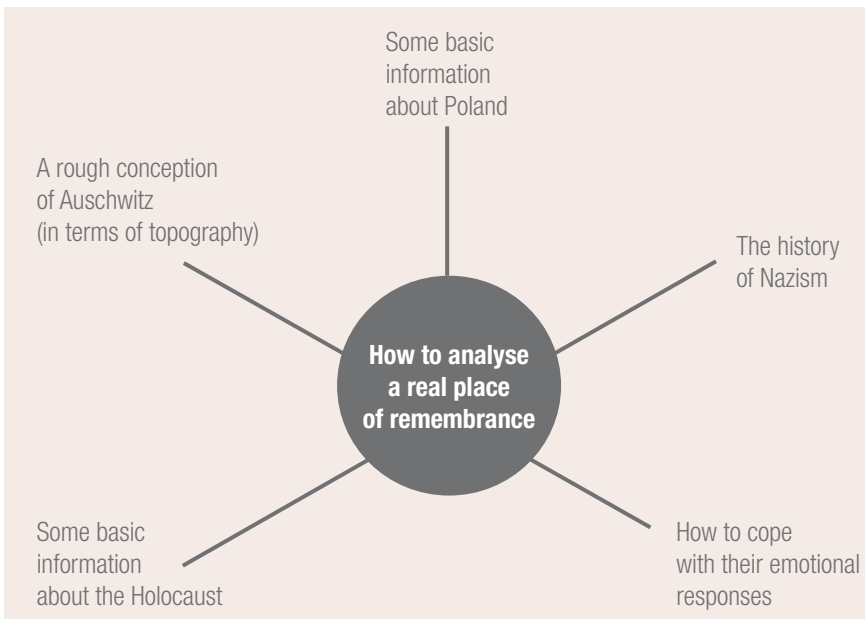 Some basic
information
about Poland
A rough conception
of Auschwitz
(in terms of topography)
The history
of Nazism
How to analyse
a real place
of remembrance
Some basic
information
about the Holocaust
How to cope
with their emotional
responses